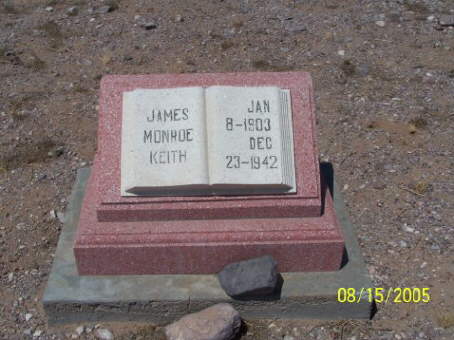 JAMES
MONROE
KEITH
JAN
8-1903
DEC
23-1942
08/15/2005